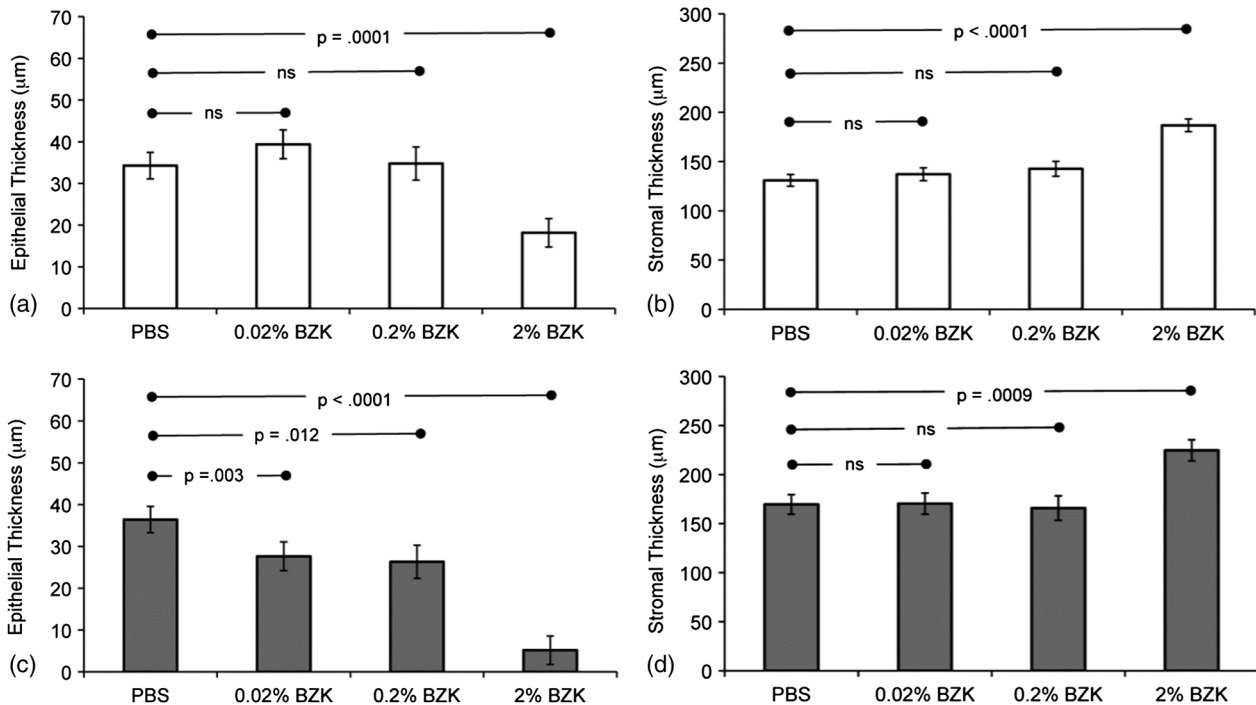 Epithelial Thickness (μm)
70
60
50
40
30
20
10
0
p = .0001
ns
ns
(a)
PBS 0.02% BZK 0.2% BZK 2% BZK
Stromal Thickness (μm)
300
250
200
150
100
50
0
p < .0001
ns
ns
(b)
PBS 0.02% BZK 0.2% BZK 2% BZK
Epithelial Thickness (μm)
70
60
50
40
30
20
10
0
p < .0001
p = .012
p =.003
(c)
PBS 0.02% BZK 0.2% BZK 2% BZK
Stromal Thickness (μm)
300
250
200
150
100
50
0
p = .0009
ns
ns
(d)
PBS 0.02% BZK 0.2% BZK 2% BZK